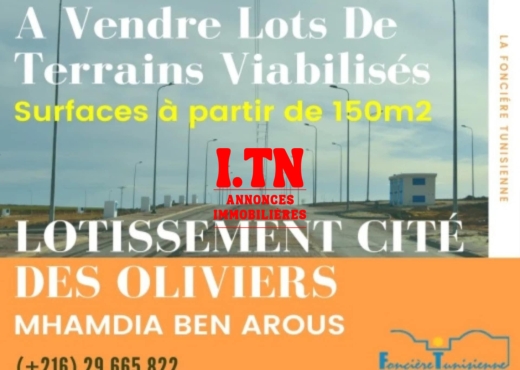 A Vendre Lots De
Terrains Viabilisés
Surfaces à partir de 150m2
LA FONCIÈRE TUNISIENNE
I.TN
ANNONCES
IMMOBILIERES
LOTISSEMENT CITÉ
DES OLIVIERS
MHAMDIA BEN AROUS
(+216) 29 665 822
Foncière Tunisienne